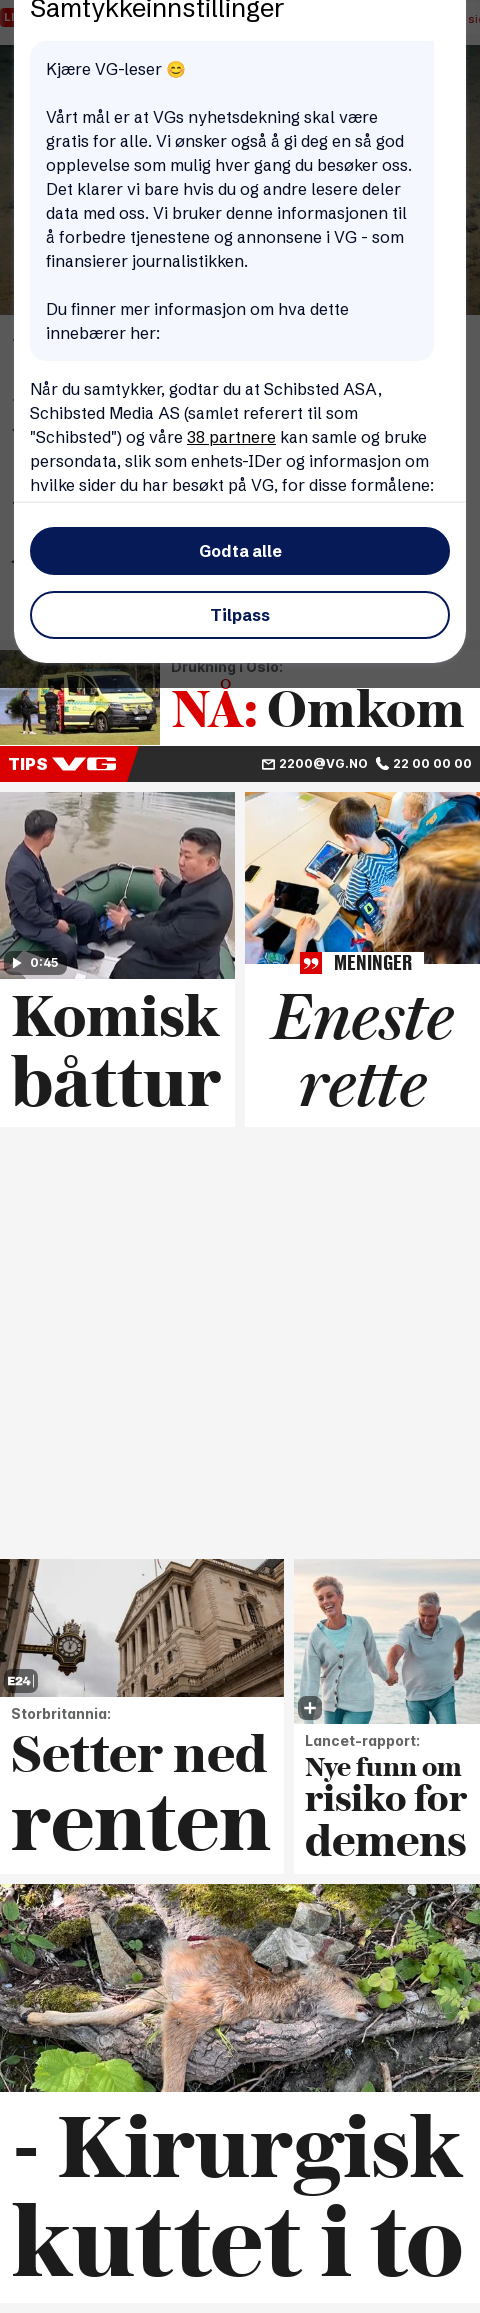 Samtykkeinnstillinger
Kjære VG-leser 😊
Vårt mål er at VGs nyhetsdekning skal være
gratis for alle. Vi ønsker også å gi deg en så god
opplevelse som mulig hver gang du besøker oss.
Det klarer vi bare hvis du og andre lesere deler
data med oss. Vi bruker denne informasjonen til
å forbedre tjenestene og annonsene i VG - som
finansierer journalistikken.
Du finner mer informasjon om hva dette
innebærer her:
Når du samtykker, godtar du at Schibsted ASA,
Schibsted Media AS (samlet referert til som
"Schibsted") og våre 38 partnere kan samle og bruke
persondata, slik som enhets-IDer og informasjon om
hvilke sider du har besøkt på VG, for disse formålene:
Godta alle
Tilpass
Drukning i Oslo:
NÅ: Omkom
TIPS VG
2200@VG.NO 22 00 00 00
0:45
Komisk
båttur
MENINGER
Eneste
rette
E24
Storbritannia:
Setter ned
renten
Lancet-rapport:
Nye funn om
risiko for
demens
- Kirurgisk
kuttet i to